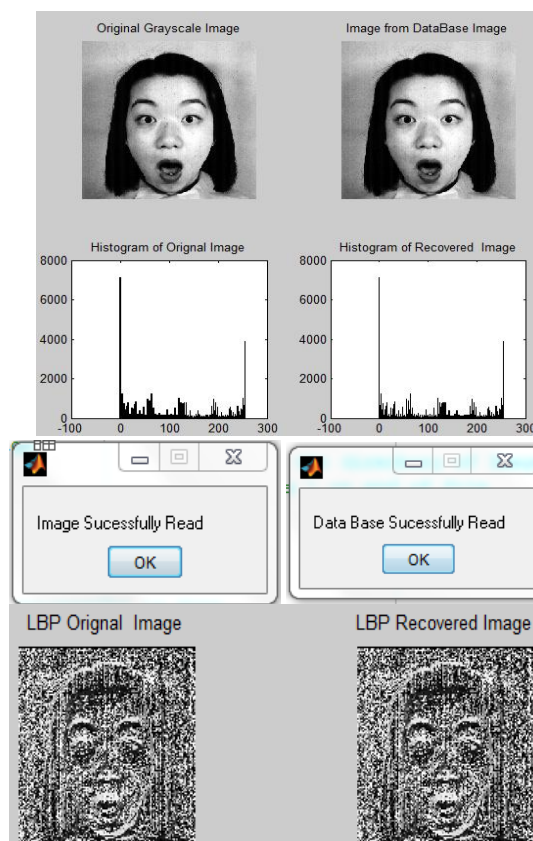 Original Grayscale Image
Image from DataBase Image
Histogram of Orignal Image
Histogram of Recovered Image
8000
6000
4000
2000
0
-100 0 100 200 300
8000
6000
4000
2000
0
-100 0 100 200 300
Image Sucessfully Read
OK
Data Base Sucessfully Read
OK
LBP Orignal Image
LBP Recovered Image